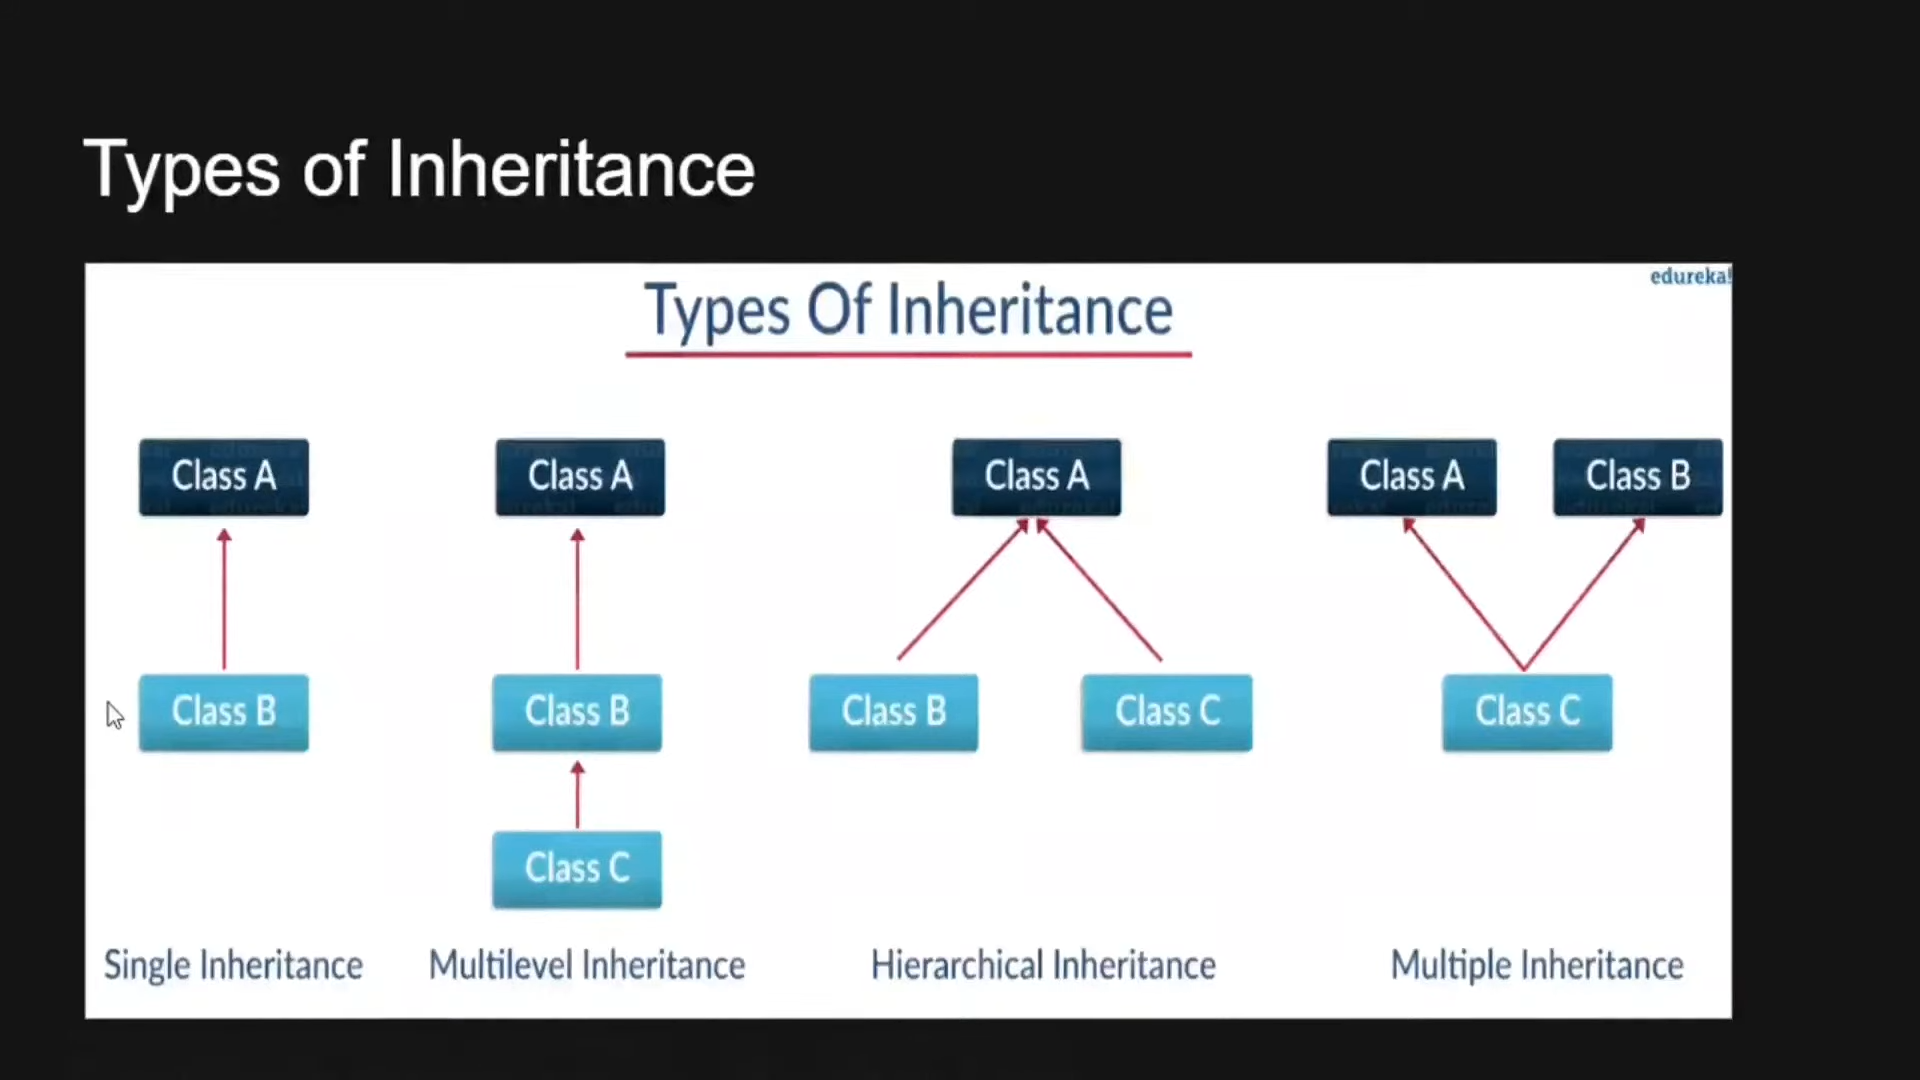 Types of Inheritance
edureka!
Types Of Inheritance
Class A
Class A
Class A
Class A
Class B
Class B
Class B
Class B
Class C
Class C
Class C
Single Inheritance
Multilevel Inheritance
Hierarchical Inheritance
Multiple Inheritance